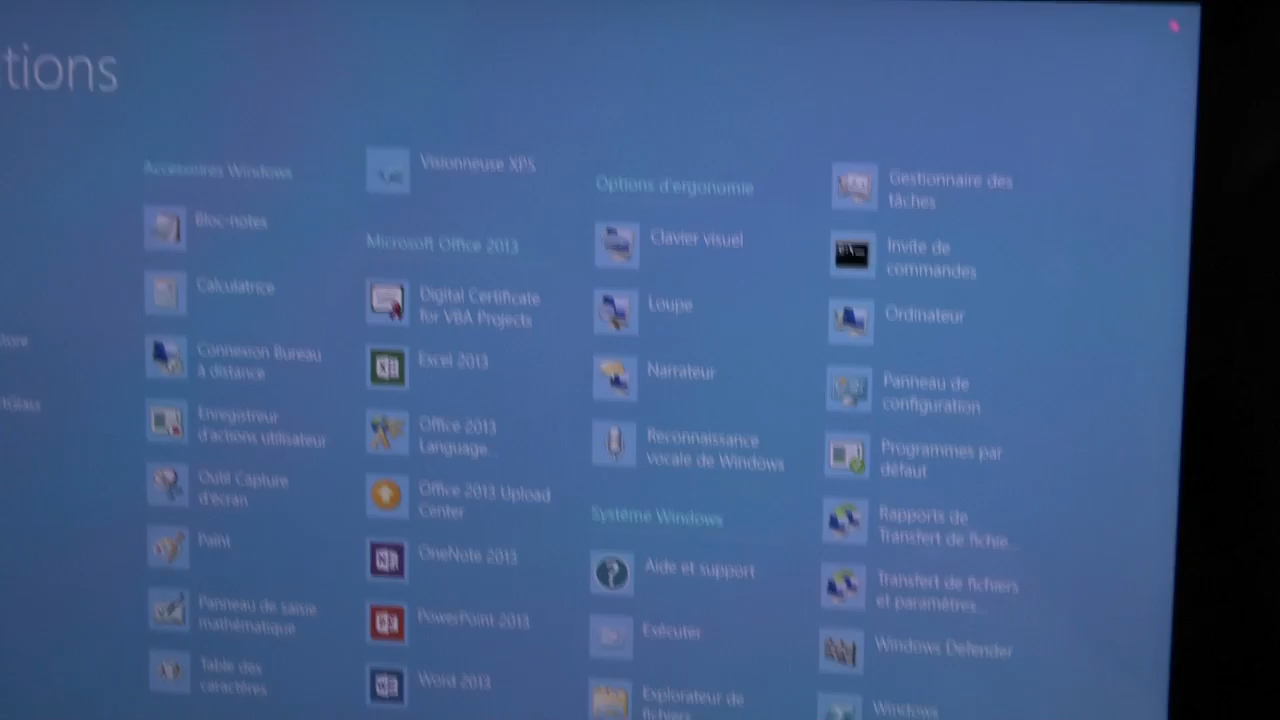 tions
Accessoires Windows
Bloc-notes
Calculatrice
Connexion Bureau
à distance
Enregistreur
d'actions utilisateur
Outil Capture
d'écran
Paint
Panneau de saisie
mathématique
Table des
caractères
Visionneuse XPS
Microsoft Office 2013
Digital Certificate
for VBA Projects
Excel 2013
Office 2013
Language...
Office 2013 Upload
Center
OneNote 2013
PowerPoint 2013
Word 2013
Options d'ergonomie
Clavier visuel
Loupe
Narrateur
Reconnaissance
vocale de Windows
Système Windows
Aide et support
Exécuter
Explorateur de
fichiers
Gestionnaire des
tâches
Invite de
commandes
Ordinateur
Panneau de
configuration
Programmes par
défaut
Rapports de
Transfert de fichie...
Transfert de fichiers
et paramètres...
Windows Defender
Windows